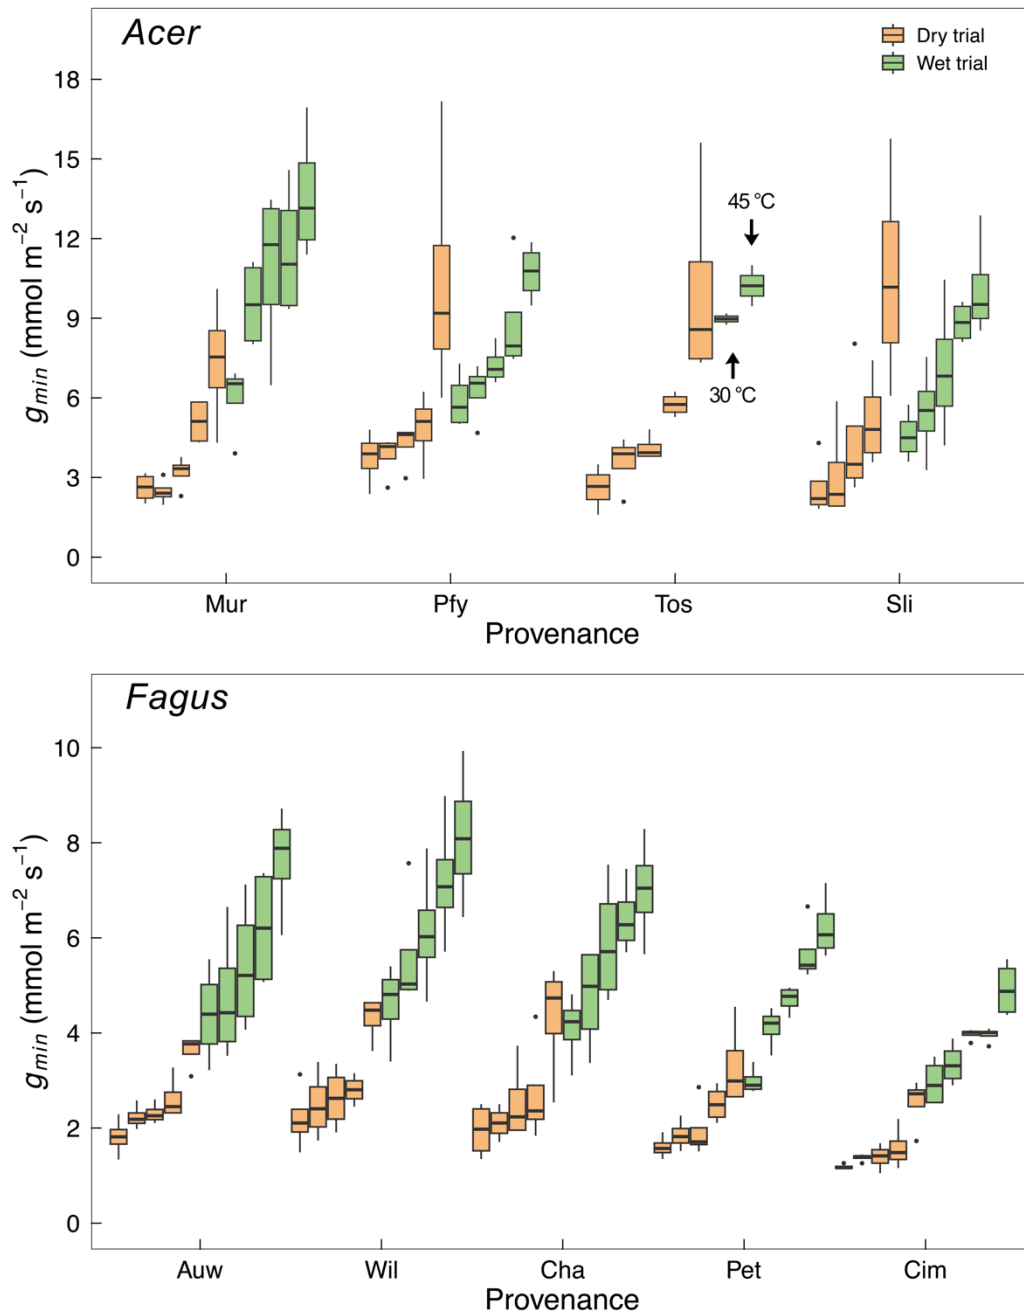 Acer
Dry trial
Wet trial
18
15
12
9
6
3
0
45 °C
30 °C
gmin (mmol m−2 s−1)
Mur Pfy Tos Sli
Provenance
Fagus
10
8
6
4
2
0
gmin (mmol m−2 s−1)
Auw Wil Cha Pet Cim
Provenance